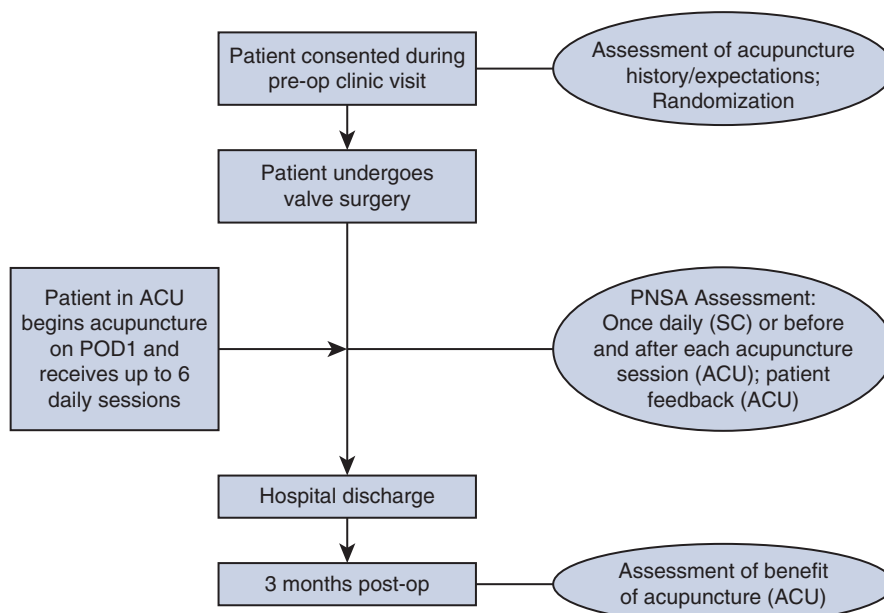 Patient consented during
pre-op clinic visit
Assessment of acupuncture
history/expectations;
Randomization
Patient undergoes
valve surgery
Patient in ACU
begins acupuncture
on POD1 and
receives up to 6
daily sessions
PNSA Assessment:
Once daily (SC) or before
and after each acupuncture
session (ACU); patient
feedback (ACU)
Hospital discharge
3 months post-op
Assessment of benefit
of acupuncture (ACU)